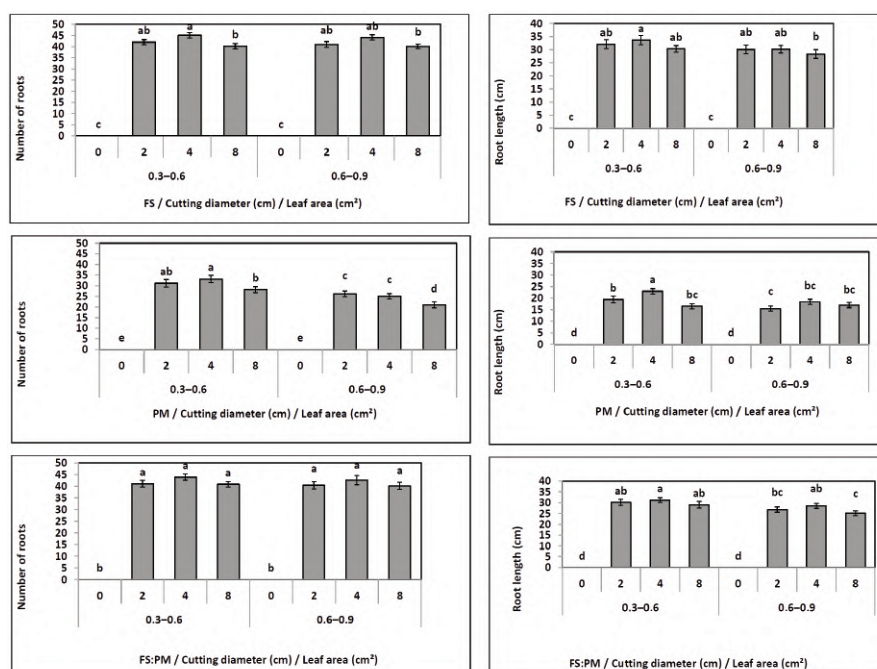 Number of roots
50
45
40
35
30
25
20
15
10
5
0
c ab a b c ab ab b
0 2 4 8 0 2 4 8
0.3–0.6 0.6–0.9
FS / Cutting diameter (cm) / Leaf area (cm²)
Root length (cm)
40
35
30
25
20
15
10
5
0
c ab a ab c ab ab b
0 2 4 8 0 2 4 8
0.3–0.6 0.6–0.9
FS / Cutting diameter (cm) / Leaf area (cm²)
Number of roots
50
45
40
35
30
25
20
15
10
5
0
e ab a b e c c d
0 2 4 8 0 2 4 8
0.3–0.6 0.6–0.9
PM / Cutting diameter (cm) / Leaf area (cm²)
Root length (cm)
40
35
30
25
20
15
10
5
0
d b a bc d c bc bc
0 2 4 8 0 2 4 8
0.3–0.6 0.6–0.9
PM / Cutting diameter (cm) / Leaf area (cm²)
Number of roots
50
45
40
35
30
25
20
15
10
5
0
b a a a b a a a
0 2 4 8 0 2 4 8
0.3–0.6 0.6–0.9
FS:PM / Cutting diameter (cm) / Leaf area (cm²)
Root length (cm)
40
35
30
25
20
15
10
5
0
d ab a ab d bc ab c
0 2 4 8 0 2 4 8
0.3–0.6 0.6–0.9
FS:PM / Cutting diameter (cm) / Leaf area (cm²)